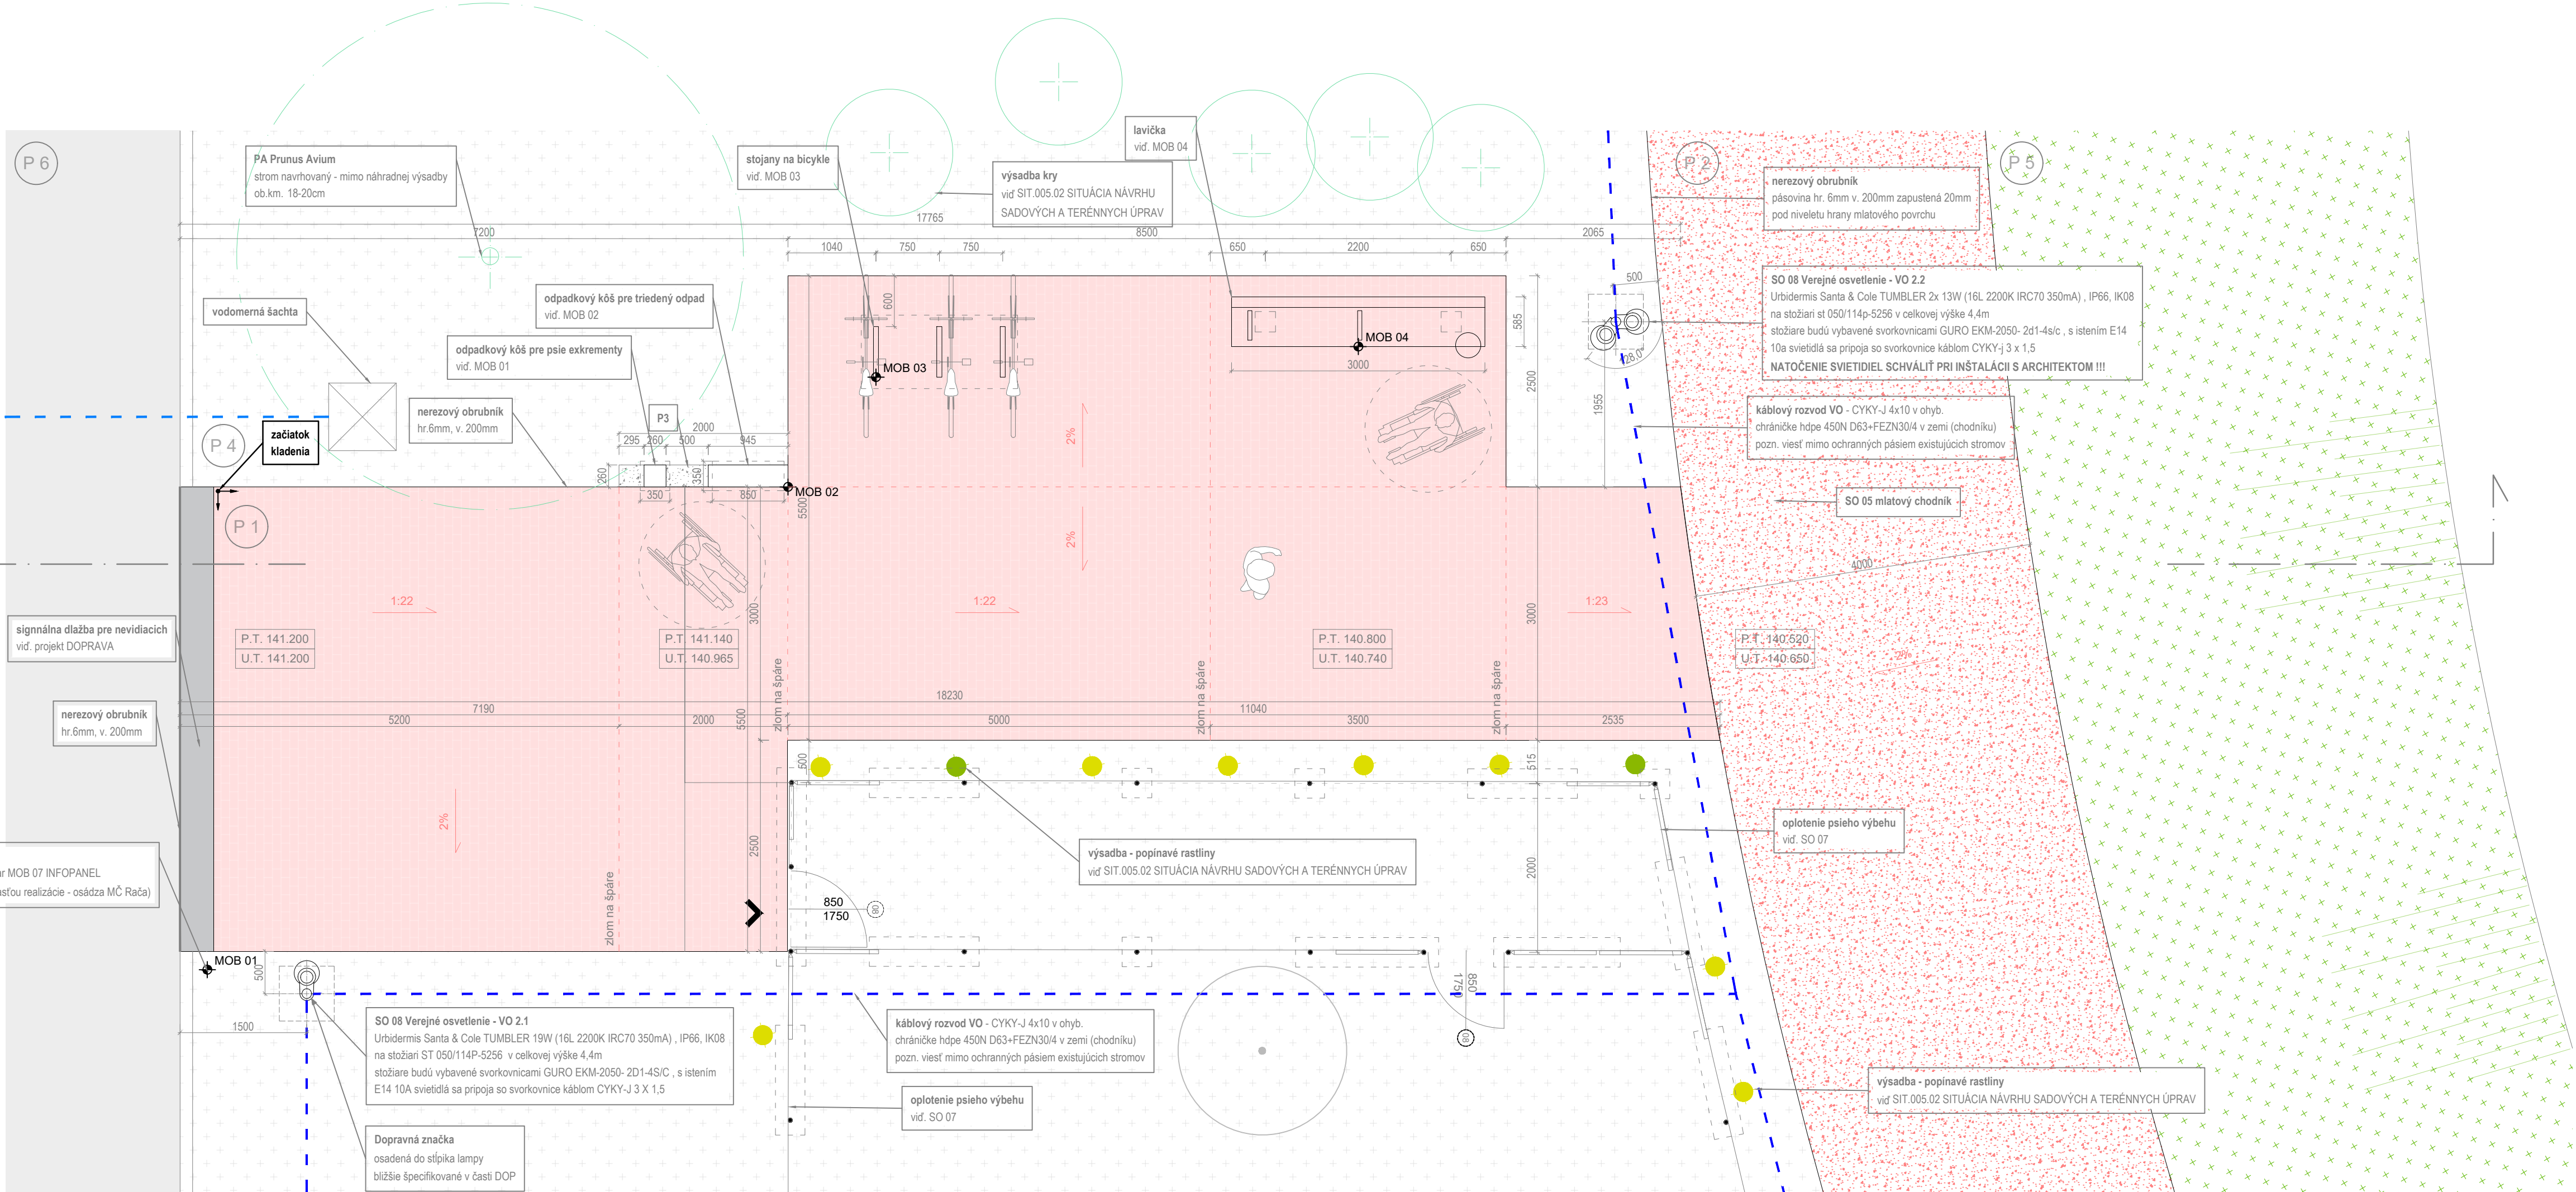 P 6
PA Prunus Avium
strom navrhovaný - mimo náhradnej výsadby
ob.km. 18-20cm
stojany na bicykle
viď. MOB 03
výsadba kry
viď SIT.005.02 SITUÁCIA NÁVRHU
SADOVÝCH A TERÉNNYCH ÚPRAV
lavička
viď. MOB 04
P 2
P 5
nerezový obrubník
pásovina hr. 6mm v. 200mm zapustená 20mm
pod niveletu hrany mlatového povrchu
17765
7200
8500
2065
1040
750
750
650
2200
650
500
SO 08 Verejné osvetlenie - VO 2.2
Urbidermis Santa & Cole TUMBLER 2x 13W (16L 2200K IRC70 350mA) , IP66, IK08
na stožiari st 050/114p-5256 v celkovej výške 4,4m
stožiare budú vybavené svorkovnicami GURO EKM-2050- 2d1-4s/c , s istením E14
10a svietidlá sa pripoja so svorkovnice káblom CYKY-j 3 x 1,5
NATOČENIE SVIETIDIEL SCHVÁLIŤ PRI INŠTALÁCII S ARCHITEKTOM !!!
vodomerná šachta
odpadkový kôš pre triedený odpad
viď. MOB 02
600
585
MOB 04
3000
2500
odpadkový kôš pre psie exkrementy
viď. MOB 01
MOB 03
1955
káblový rozvod VO - CYKY-J 4x10 v ohyb.
chráničke hdpe 450N D63+FEZN30/4 v zemi (chodníku)
pozn. viesť mimo ochranných pásiem existujúcich stromov
nerezový obrubník
hr.6mm, v. 200mm
P3
P 4
začiatok
kladenia
2000
295
260
500
945
2%
260
350
350
850
MOB 02
5500
SO 05 mlatový chodník
P 1
2%
4000
1:22
1:22
1:23
3000
3000
signnálna dlažba pre nevidiacich
viď. projekt DOPRAVA
P.T. 141.200
U.T. 141.200
P.T. 141.140
U.T. 140.965
P.T. 140.800
U.T. 140.740
P.T. 140.520
U.T. 140.650
zlom na špáre
zlom na špáre
zlom na špáre
18230
7190
11040
5200
2000
5000
3500
2535
5500
nerezový obrubník
hr.6mm, v. 200mm
500
515
2%
2500
2000
výsadba - popínavé rastliny
viď SIT.005.02 SITUÁCIA NÁVRHU SADOVÝCH A TERÉNNYCH ÚPRAV
oplotenie psieho výbehu
viď. SO 07
MOB 07 INFOPANEL
realizácie - osádza MČ Rača)
zlom na špáre
850
1750
08
MOB 01
500
850
1750
08
1500
SO 08 Verejné osvetlenie - VO 2.1
Urbidermis Santa & Cole TUMBLER 19W (16L 2200K IRC70 350mA) , IP66, IK08
na stožiari ST 050/114P-5256 v celkovej výške 4,4m
stožiare budú vybavené svorkovnicami GURO EKM-2050- 2D1-4S/C , s istením
E14 10A svietidlá sa pripoja so svorkovnice káblom CYKY-J 3 X 1,5
káblový rozvod VO - CYKY-J 4x10 v ohyb.
chráničke hdpe 450N D63+FEZN30/4 v zemi (chodníku)
pozn. viesť mimo ochranných pásiem existujúcich stromov
oplotenie psieho výbehu
viď. SO 07
výsadba - popínavé rastliny
viď SIT.005.02 SITUÁCIA NÁVRHU SADOVÝCH A TERÉNNYCH ÚPRAV
Dopravná značka
osadená do stĺpika lampy
bližšie špecifikované v časti DOP